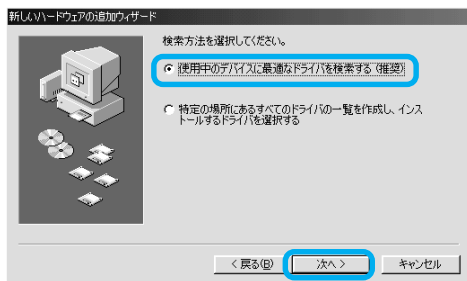 新しいハードウェアの追加ウィザード
検索方法を選択してください。
使用中のデバイスに最適なドライバを検索する (推奨)
特定の場所にあるすべてのドライバの一覧を作成し、インス
トールするドライバを選択する
< 戻る(B)
次へ >
キャンセル